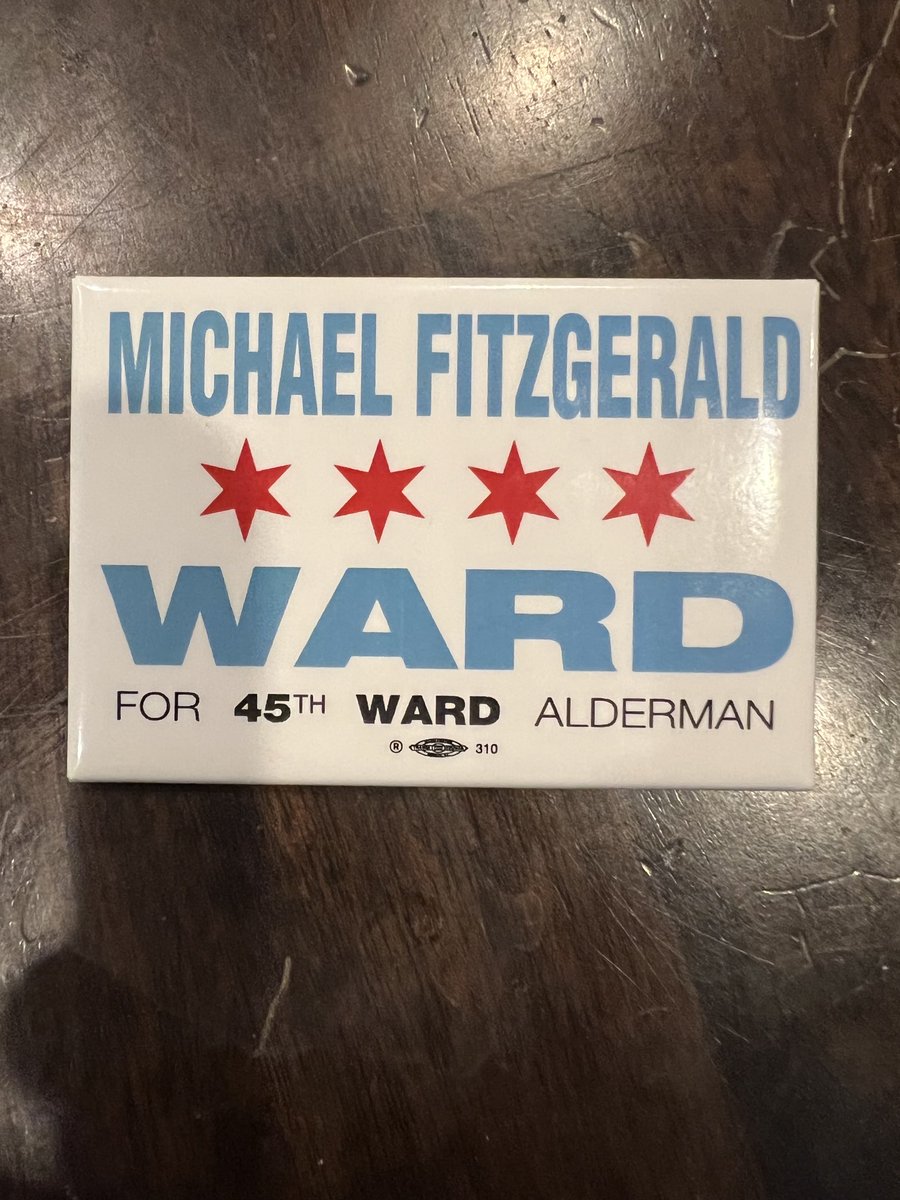 MICHAEL FITZGERALD
WARD
FOR 45TH WARD ALDERMAN
® 310